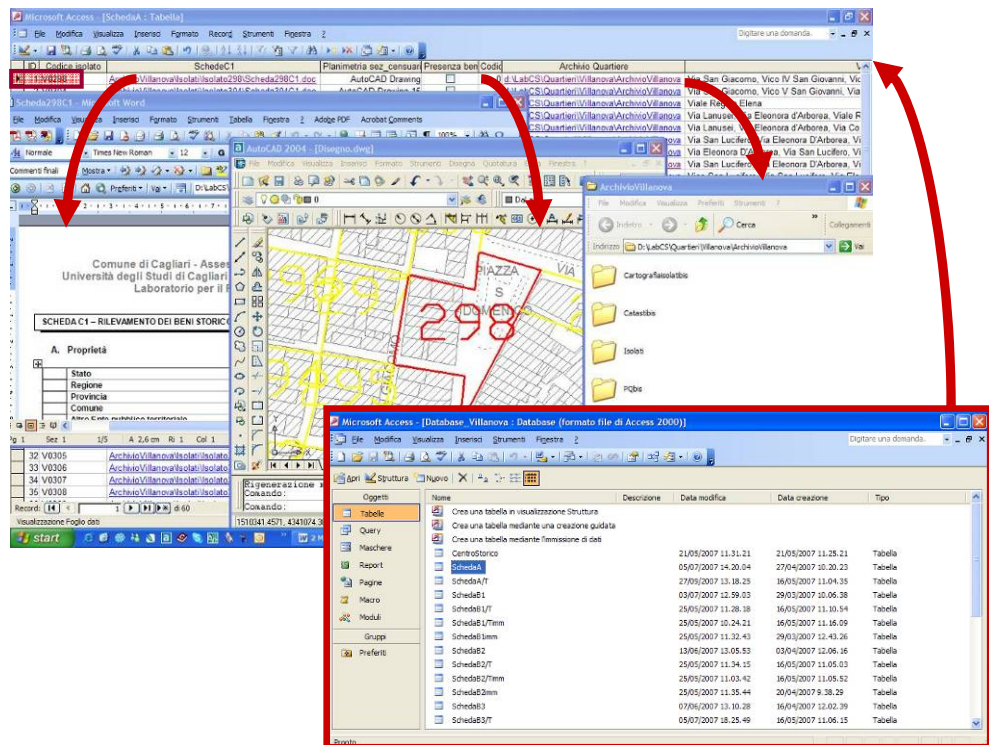 Microsoft Access - [SchedaA : Tabella]
File Modifica Visualizza Inserisci Formato Record Strumenti Finestra ?
Digitare una domanda.
ID Codice isolato SchedeC1 Planimetria sez_censuari Presenza ben Codic Archivio Quartiere
1 V0298 ArchivioVillanova\Isolati\Isolato298\Scheda298C1.doc AutoCAD Drawing 0 d:\LabCS\Quartieri\Villanova\ArchivioVillanova Via San Giacomo, Vico IV San Giovanni, Vic
Via San Giacomo, Vico V San Giovanni, Via
Viale Regina Elena
Via Lanusei, Via Eleonora d'Arborea, Viale R
Via Lanusei, Via Eleonora D'Arborea, Via Co
Via San Lucifero, Via Eleonora D'Arborea, Vi
Via Eleonora D'Arborea, Via San Lucifero, Vi
Via San Lucifero, Via Eleonora D'Arborea, Vi
Scheda298C1 - Microsoft Word
File Modifica Visualizza Inserisci Formato Strumenti Tabella Finestra ? Adobe PDF Acrobat Comments
Normale Times New Roman 12 G
Commenti finali Mostra
Preferiti Vai D:\LabCS\
Comune di Cagliari - Asses
Università degli Studi di Cagliari
Laboratorio per il
SCHEDA C1 – RILEVAMENTO DEI BENI STORICO
A. Proprietà
Stato
Regione
Provincia
Comune
Altro Ente pubblico territoriale
Pg 1 Sez 1 1/5 A 2,6 cm Ri 1 Col 1
32 V0305 ArchivioVillanova\Isolati\Isolato
33 V0306 ArchivioVillanova\Isolati\Isolato
34 V0307 ArchivioVillanova\Isolati\Isolato
35 V0308 ArchivioVillanova\Isolati\Isolato
Record: 1 di 60
Visualizzazione Foglio dati
start
AutoCAD 2004 - [Disegno.dwg]
File Modifica Visualizza Inserisci Formato Strumenti Disegna Quotatura Finestra ?
0
PIAZZA
S
DOMENICO
VIA
GIACOMO
298
Comando:
Comando:
ArchivioVillanova
File Modifica Visualizza Preferiti Strumenti ?
Indietro Cerca Collegamenti
Indirizzo D:\LabCS\Quartieri\Villanova\ArchivioVillanova Vai
CartografiaIsolatibis
Catastibis
Isolati
PQbis
Microsoft Access - [Database_Villanova : Database (formato file di Access 2000)]
File Modifica Visualizza Inserisci Strumenti Finestra ?
Digitare una domanda.
Apri Struttura Nuovo
Oggetti
Tabelle
Query
Maschere
Report
Pagine
Macro
Moduli
Gruppi
Preferiti
Nome Descrizione Data modifica Data creazione Tipo
Crea una tabella in visualizzazione Struttura
Crea una tabella mediante una creazione guidata
Crea una tabella mediante l'immissione di dati
CentroStorico 21/05/2007 11.31.21 21/05/2007 11.25.21 Tabella
SchedaA 05/07/2007 14.20.04 27/04/2007 10.20.23 Tabella
SchedaA/T 27/09/2007 13.18.25 16/05/2007 11.04.35 Tabella
SchedaB1 03/07/2007 12.59.03 29/03/2007 10.06.38 Tabella
SchedaB1/T 25/05/2007 11.28.18 16/05/2007 11.10.54 Tabella
SchedaB1/Timm 25/05/2007 10.24.21 16/05/2007 11.16.09 Tabella
SchedaB1imm 25/05/2007 11.32.43 29/03/2007 12.43.26 Tabella
SchedaB2 13/06/2007 13.05.53 03/04/2007 12.06.16 Tabella
SchedaB2/T 25/05/2007 11.34.15 16/05/2007 11.05.03 Tabella
SchedaB2/Timm 25/05/2007 11.03.42 16/05/2007 11.05.52 Tabella
SchedaB2imm 25/05/2007 11.35.44 20/04/2007 9.38.29 Tabella
SchedaB3 07/06/2007 13.10.28 16/04/2007 12.02.39 Tabella
SchedaB3/T 05/07/2007 18.25.49 16/05/2007 11.06.15 Tabella
Pronto